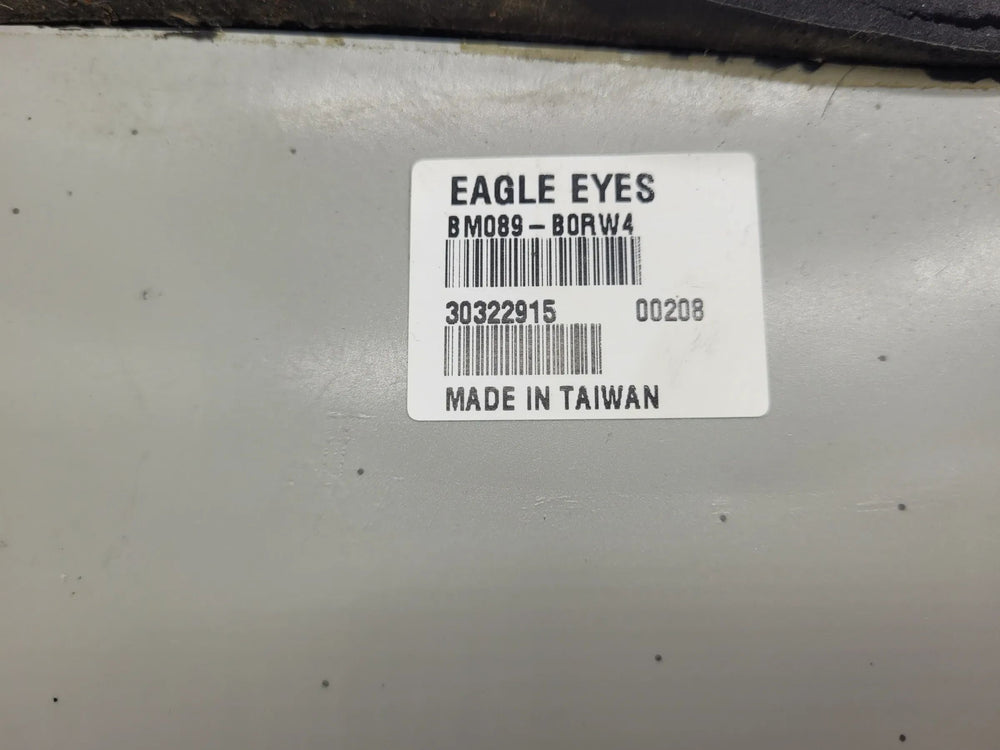 EAGLE EYES
BM089-B0RW4
30322915 00208
MADE IN TAIWAN